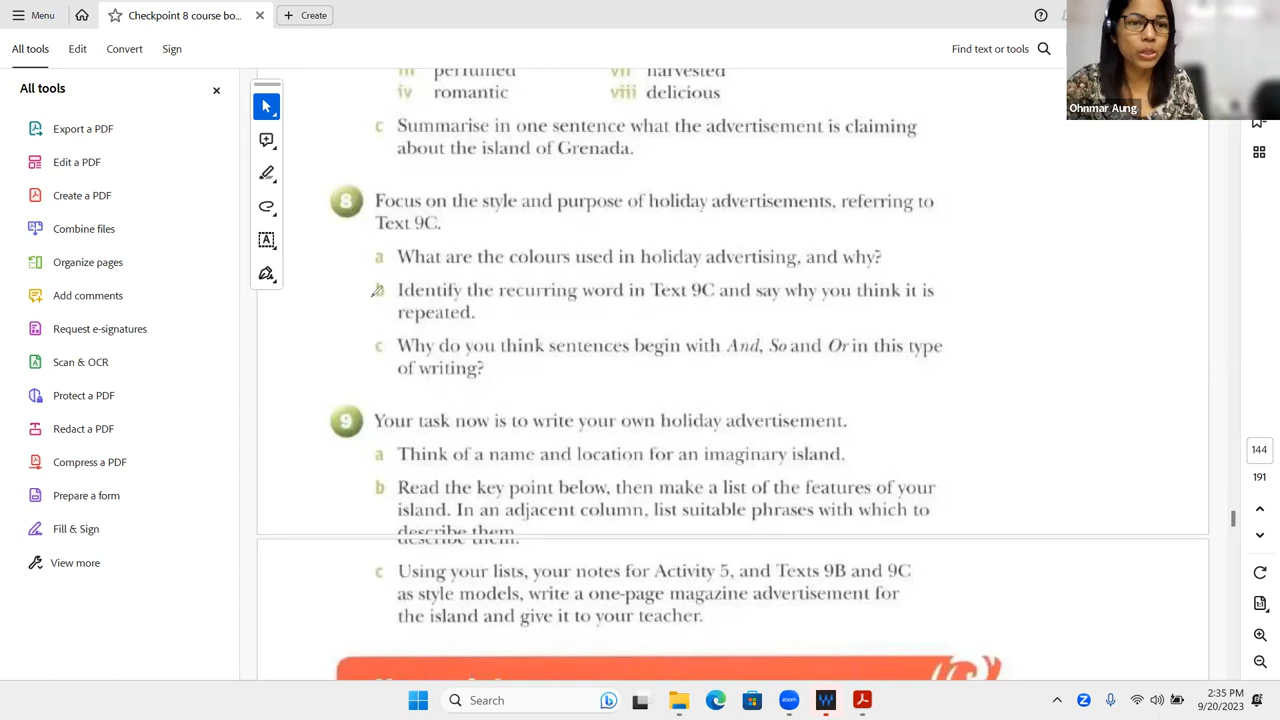 Menu
Checkpoint 8 course bo...
Create
All tools
Edit
Convert
Sign
Find text or tools
Ohnmar Aung
All tools
Export a PDF
Edit a PDF
Create a PDF
Combine files
Organize pages
Add comments
Request e-signatures
Scan & OCR
Protect a PDF
Redact a PDF
Compress a PDF
Prepare a form
Fill & Sign
View more
iii perfumed vii harvested
iv romantic viii delicious
c Summarise in one sentence what the advertisement is claiming
about the island of Grenada.
8 Focus on the style and purpose of holiday advertisements, referring to
Text 9C.
a What are the colours used in holiday advertising, and why?
b Identify the recurring word in Text 9C and say why you think it is
repeated.
c Why do you think sentences begin with And, So and Or in this type
of writing?
9 Your task now is to write your own holiday advertisement.
a Think of a name and location for an imaginary island.
b Read the key point below, then make a list of the features of your
island. In an adjacent column, list suitable phrases with which to
describe them.
describe them.
c Using your lists, your notes for Activity 5, and Texts 9B and 9C
as style models, write a one-page magazine advertisement for
the island and give it to your teacher.
144
191
Search
2:35 PM
9/20/2023